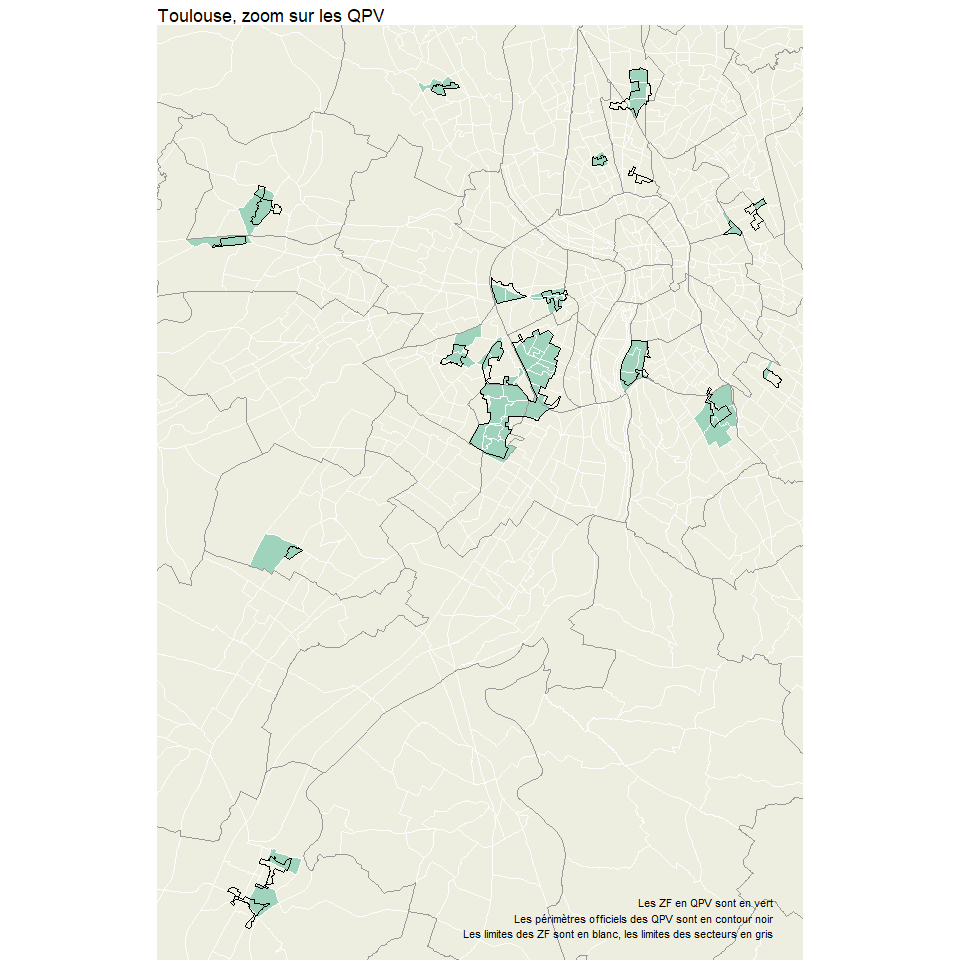 Toulouse, zoom sur les QPV
Les ZF en QPV sont en vert
Les périmètres officiels des QPV sont en contour noir
Les limites des ZF sont en blanc, les limites des secteurs en gris